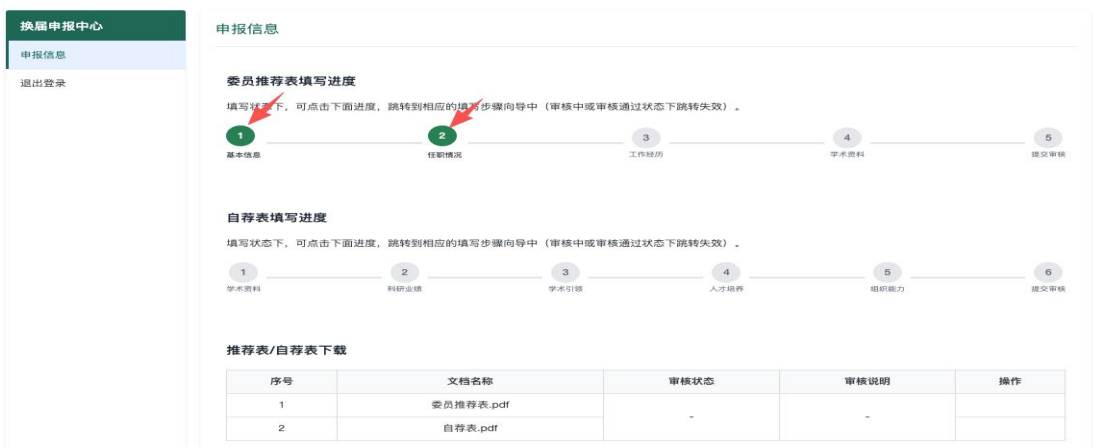 换届申报中心
申报信息
退出登录
申报信息
委员推荐表填写进度
填写状态下，可点击下面进度，跳转到相应的填写步骤向导中（审核中或审核通过状态下跳转失效）。
1 2 3 4 5
基本信息 任职情况 工作经历 学术资料 提交审核
自荐表填写进度
填写状态下，可点击下面进度，跳转到相应的填写步骤向导中（审核中或审核通过状态下跳转失效）。
1 2 3 4 5 6
学术资料 科研业绩 学术引领 人才培养 组织能力 提交审核
推荐表/自荐表下载
序号 文档名称 审核状态 审核说明 操作
1 委员推荐表.pdf - -
2 自荐表.pdf